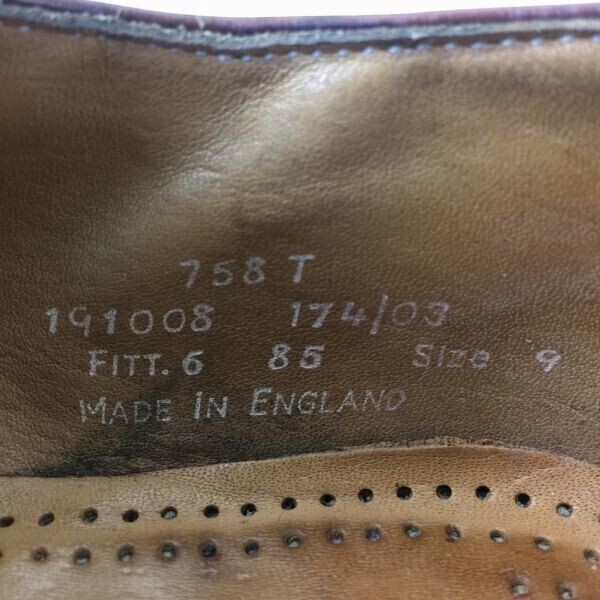 758 T
191008 174/03
FITT. 6 85 Size 9
MADE IN ENGLAND